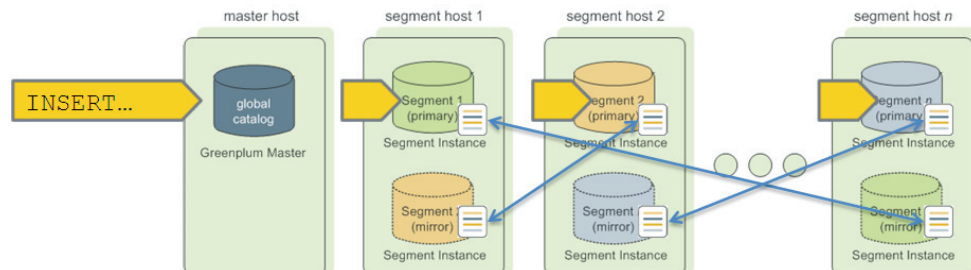 master host
segment host 1
segment host 2
segment host n
INSERT...
global
catalog
Greenplum Master
Segment 1
(primary)
Segment Instance
Segment 2
(primary)
Segment Instance
Segment n
(primary
Segment Instance
Segment
(mirror)
Segment Instance
Segment
(mirror)
Segment Instance
Segment
(mirror)
Segment Instance